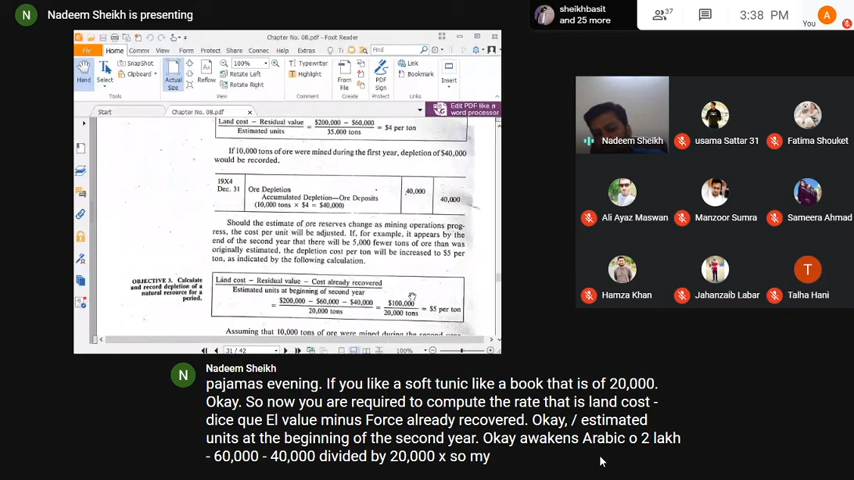 N Nadeem Sheikh is presenting
sheikhbasit
and 25 more
37
3:38 PM
A
You
Chapter No. 08.pdf - Foxit Reader
File Home Comment View Form Protect Share Connect Help Extras Find
Hand
Select
SnapShot
Clipboard
Actual
Size
Reflow
100%
Rotate Left
Rotate Right
Typewriter
Highlight
From
File
PDF
Sign
Link
Bookmark
Insert
View Tools Comment Create Protect Links
Start
Chapter No. 08.pdf
Edit PDF like a
word processor
Land cost – Residual value
Estimated units
=
$200,000 – $60,000
35,000 tons
= $4 per ton
If 10,000 tons of ore were mined during the first year, depletion of $40,000
would be recorded.
19X4
Dec. 31
Ore Depletion
Accumulated Depletion—Ore Deposits
(10,000 tons × $4 = $40,000)
40,000
40,000
Should the estimate of ore reserves change as mining operations prog-
ress, the cost per unit will be adjusted. If, for example, it appears by the
end of the second year that there will be 5,000 fewer tons of ore than was
originally estimated, the depletion cost per ton will be increased to $5 per
ton, as indicated by the following calculation.
OBJECTIVE 3. Calculate
and record depletion of a
natural resource for a
period.
Land cost – Residual value – Cost already recovered
Estimated units at beginning of second year
= $200,000 – $60,000 – $40,000
20,000 tons
= $100,000
20,000 tons
= $5 per ton
Assuming that 10,000 tons of ore were mined during the second year
31 / 42
100%
Nadeem Sheikh
usama Sattar 31
Fatima Shouket
Ali Ayaz Maswan
Manzoor Sumra
Sameera Ahmad
Hamza Khan
Jahanzaib Labar
T
Talha Hani
N
Nadeem Sheikh
pajamas evening. If you like a soft tunic like a book that is of 20,000.
Okay. So now you are required to compute the rate that is land cost -
dice que El value minus Force already recovered. Okay, / estimated
units at the beginning of the second year. Okay awakens Arabic o 2 lakh
- 60,000 - 40,000 divided by 20,000 x so my